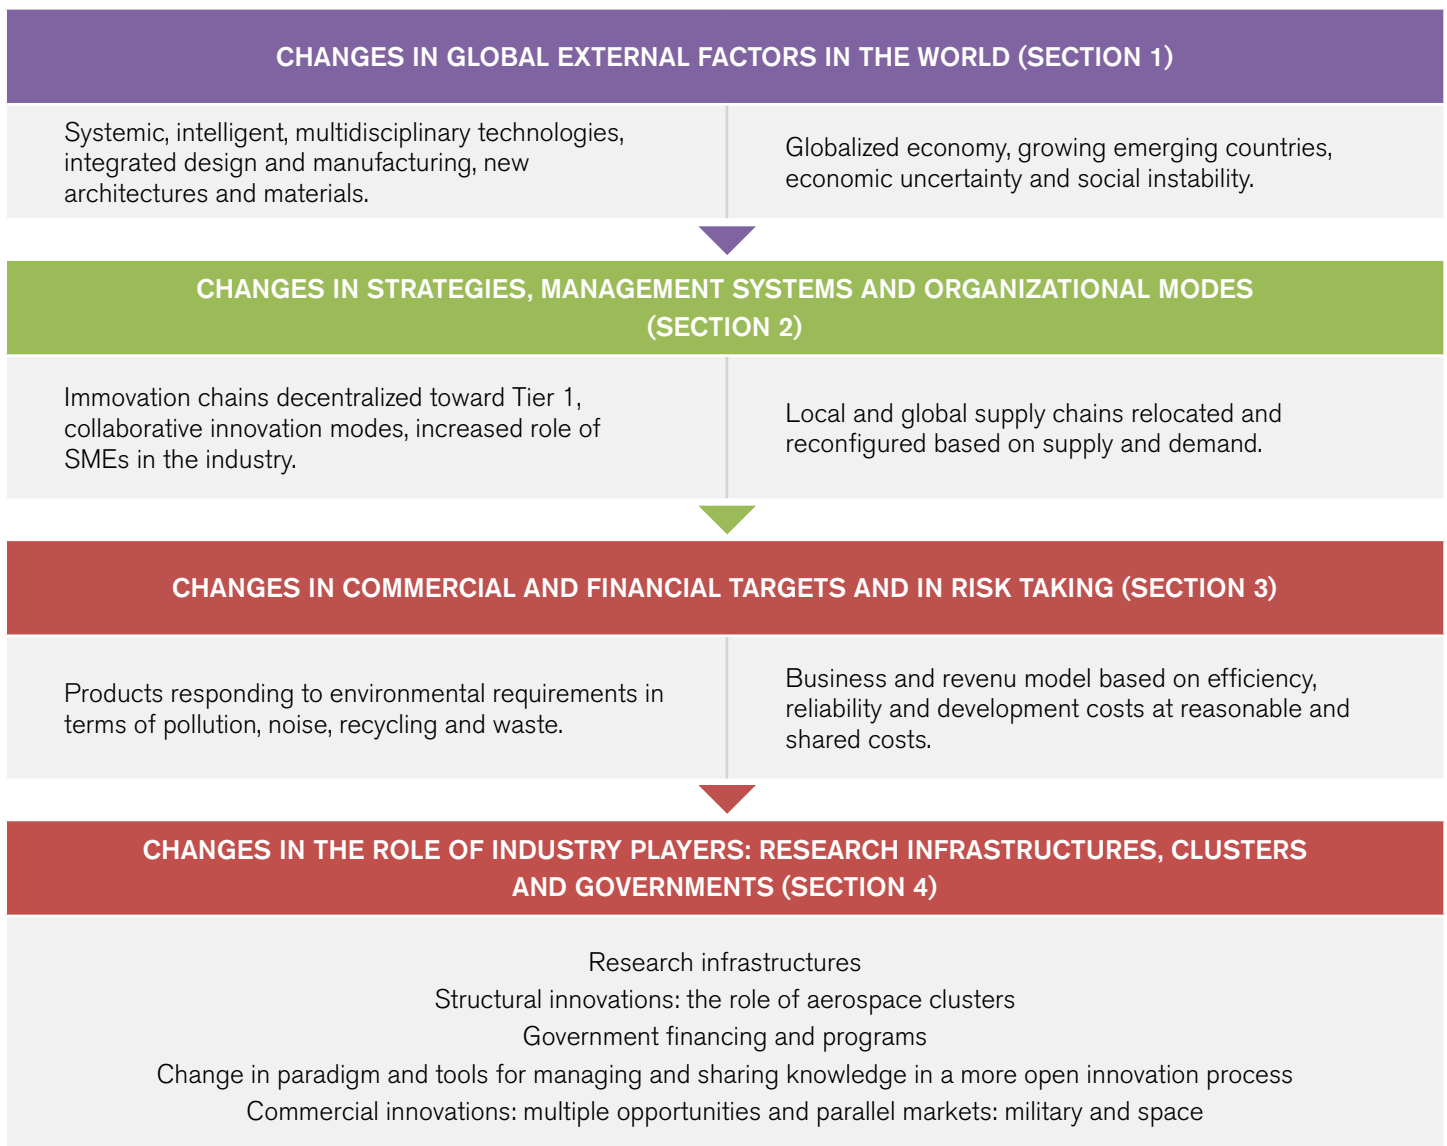 CHANGES IN GLOBAL EXTERNAL FACTORS IN THE WORLD (SECTION 1)
Systemic, intelligent, multidisciplinary technologies,
integrated design and manufacturing, new
architectures and materials.
Globalized economy, growing emerging countries,
economic uncertainty and social instability.
CHANGES IN STRATEGIES, MANAGEMENT SYSTEMS AND ORGANIZATIONAL MODES
(SECTION 2)
Immovation chains decentralized toward Tier 1,
collaborative innovation modes, increased role of
SMEs in the industry.
Local and global supply chains relocated and
reconfigured based on supply and demand.
CHANGES IN COMMERCIAL AND FINANCIAL TARGETS AND IN RISK TAKING (SECTION 3)
Products responding to environmental requirements in
terms of pollution, noise, recycling and waste.
Business and revenu model based on efficiency,
reliability and development costs at reasonable and
shared costs.
CHANGES IN THE ROLE OF INDUSTRY PLAYERS: RESEARCH INFRASTRUCTURES, CLUSTERS
AND GOVERNMENTS (SECTION 4)
Research infrastructures
Structural innovations: the role of aerospace clusters
Government financing and programs
Change in paradigm and tools for managing and sharing knowledge in a more open innovation process
Commercial innovations: multiple opportunities and parallel markets: military and space